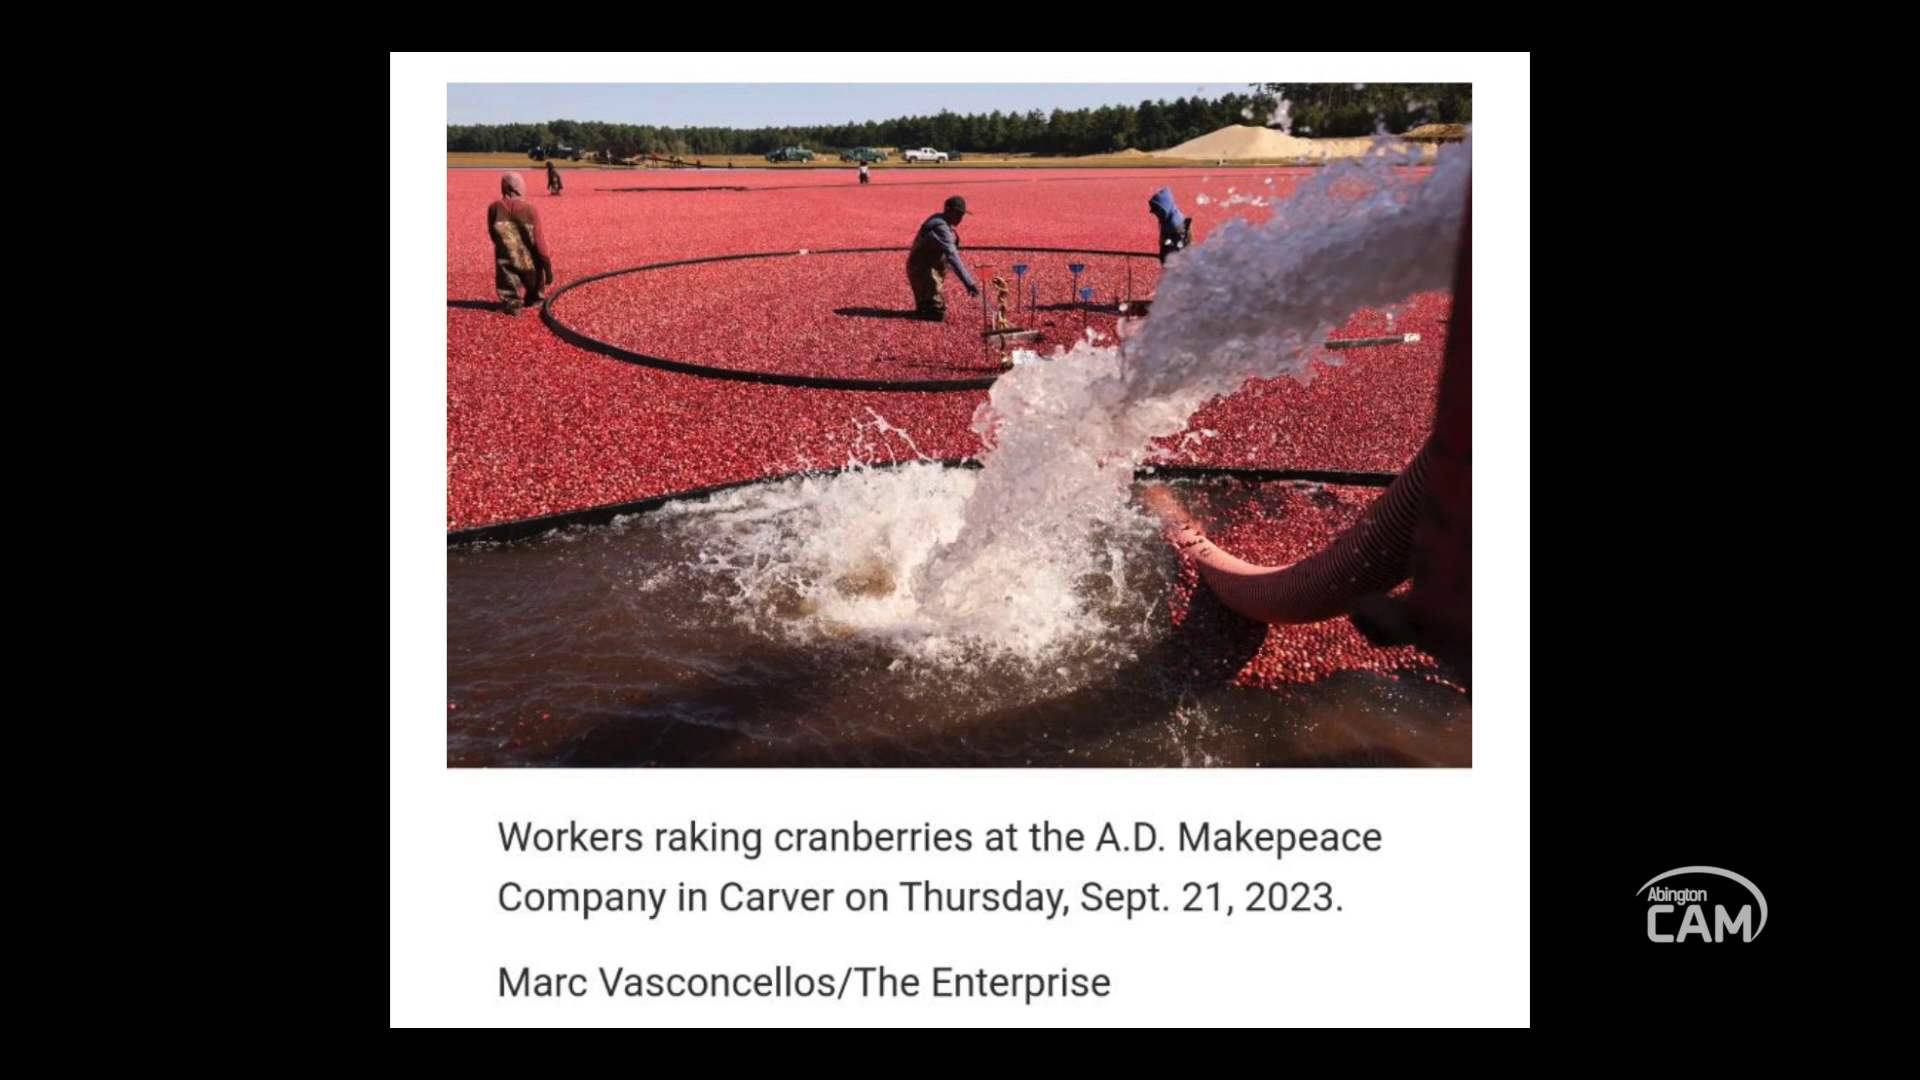 Workers raking cranberries at the A.D. Makepeace
Company in Carver on Thursday, Sept. 21, 2023.
Marc Vasconcellos/The Enterprise
Abington
CAM